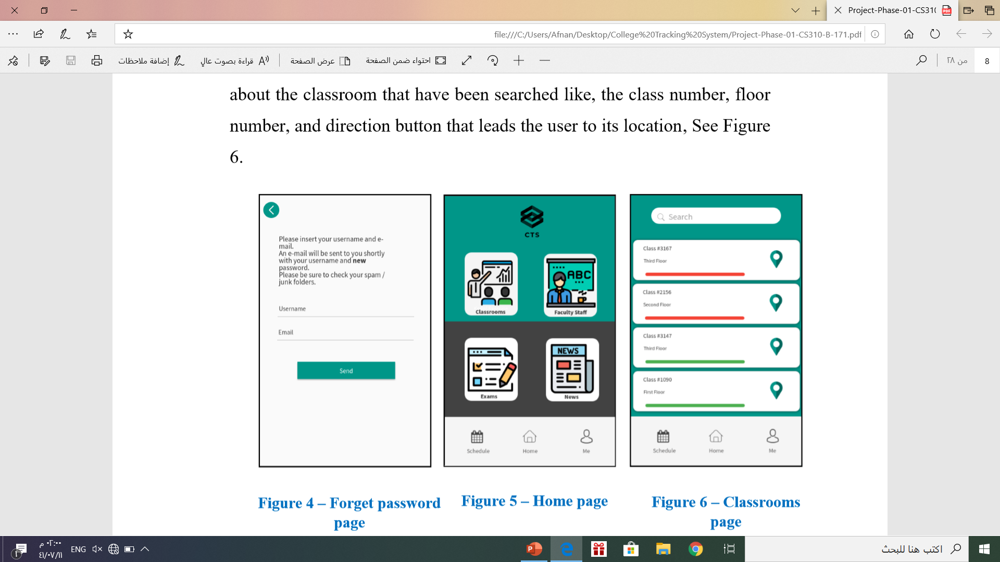 Project-Phase-01-CS310
file:///C:/Users/Afnan/Desktop/College%20Tracking%20System/Project-Phase-01-CS310-B-171.pdf
إضافة ملاحظات
قراءة بصوت عالٍ
عرض الصفحة
احتواء ضمن الصفحة
من ٢٨
8
about the classroom that have been searched like, the class number, floor
number, and direction button that leads the user to its location, See Figure
6.
Please insert your username and e-
mail.
An e-mail will be sent to you shortly
with your username and new
password.
Please be sure to check your spam /
junk folders.
Username
Email
Send
CTS
ABC
Classrooms
Faculty Staff
NEWS
Exams
News
Schedule
Home
Me
Search
Class #3167
Third Floor
Class #2156
Second Floor
Class #3147
Third Floor
Class #1090
First Floor
Schedule
Home
Me
Figure 4 – Forget password
page
Figure 5 – Home page
Figure 6 – Classrooms
page
٠٢:٠٠ م
٤١/٠٧/١١
ENG
اكتب هنا للبحث